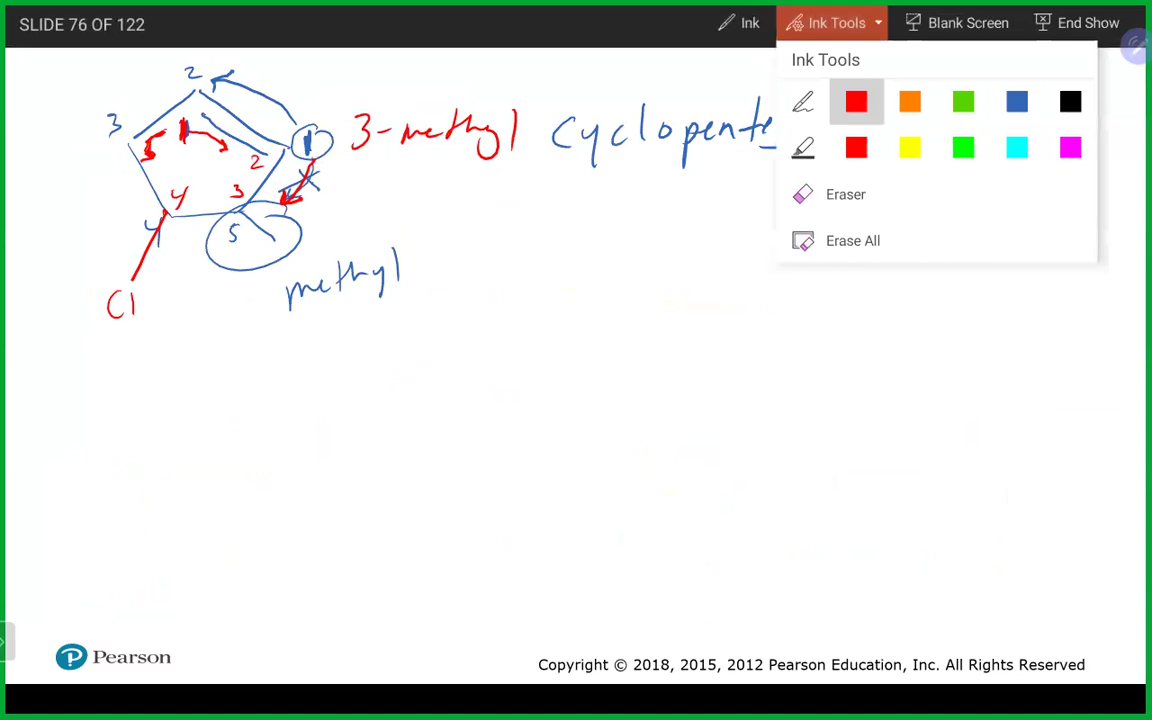 SLIDE 76 OF 122
Ink
Ink Tools
Blank Screen
End Show
Ink Tools
Eraser
Erase All
2
3
1
3-methyl cyclopente
1
5
2
4
3
4
5
methyl
Cl
Pearson
Copyright © 2018, 2015, 2012 Pearson Education, Inc. All Rights Reserved